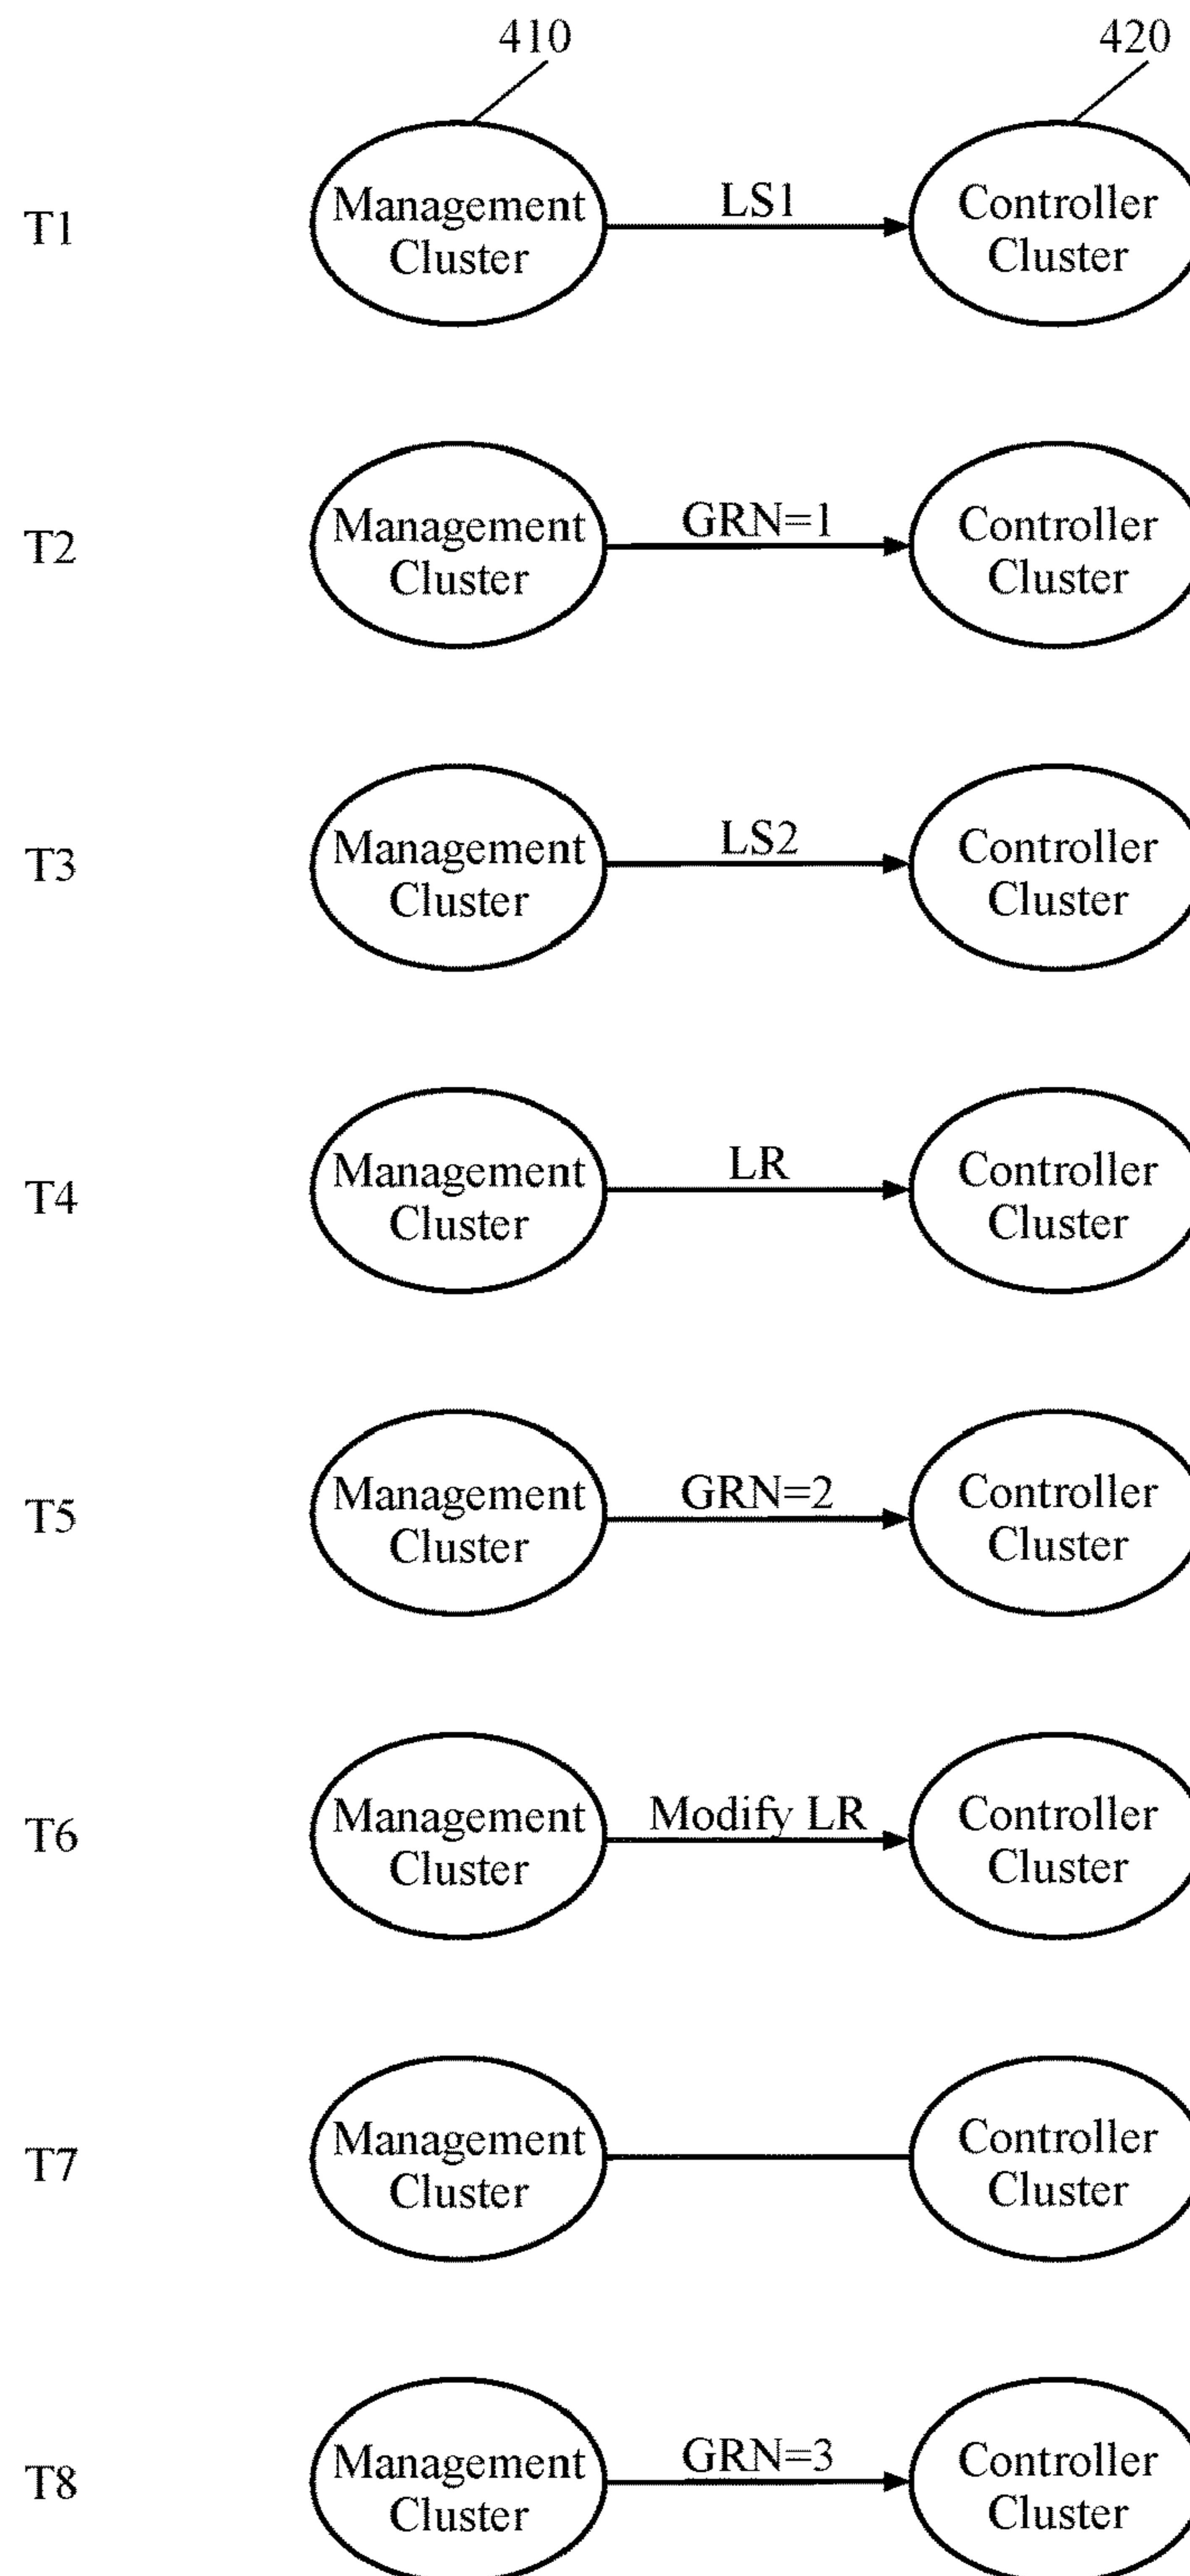 410 420
T1 Management Cluster LS1 Controller Cluster
T2 Management Cluster GRN=1 Controller Cluster
T3 Management Cluster LS2 Controller Cluster
T4 Management Cluster LR Controller Cluster
T5 Management Cluster GRN=2 Controller Cluster
T6 Management Cluster Modify LR Controller Cluster
T7 Management Cluster Controller Cluster
T8 Management Cluster GRN=3 Controller Cluster